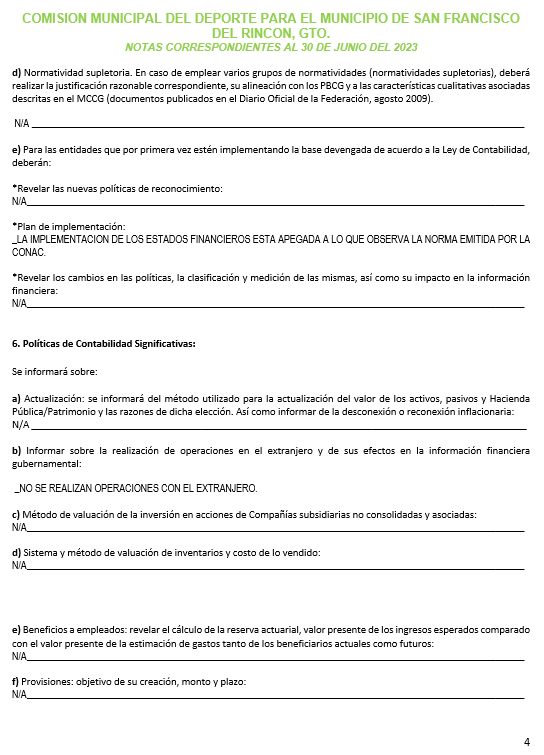 COMISION MUNICIPAL DEL DEPORTE PARA EL MUNICIPIO DE SAN FRANCISCO
DEL RINCON, GTO.
NOTAS CORRESPONDIENTES AL 30 DE JUNIO DEL 2023
d) Normatividad supletoria. En caso de emplear varios grupos de normatividades (normatividades supletorias), deberá
realizar la justificación razonable correspondiente, su alineación con los PBCG y a las características cualitativas asociadas
descritas en el MCCG (documentos publicados en el Diario Oficial de la Federación, agosto 2009).
N/A
e) Para las entidades que por primera vez estén implementando la base devengada de acuerdo a la Ley de Contabilidad,
deberán:
*Revelar las nuevas políticas de reconocimiento:
N/A
*Plan de implementación:
_LA IMPLEMENTACION DE LOS ESTADOS FINANCIEROS ESTA APEGADA A LO QUE OBSERVA LA NORMA EMITIDA POR LA
CONAC.
*Revelar los cambios en las políticas, la clasificación y medición de las mismas, así como su impacto en la información
financiera:
N/A
6. Políticas de Contabilidad Significativas:
Se informará sobre:
a) Actualización: se informará del método utilizado para la actualización del valor de los activos, pasivos y Hacienda
Pública/Patrimonio y las razones de dicha elección. Así como informar de la desconexión o reconexión inflacionaria:
N/A
b) Informar sobre la realización de operaciones en el extranjero y de sus efectos en la información financiera
gubernamental:
_NO SE REALIZAN OPERACIONES CON EL EXTRANJERO.
c) Método de valuación de la inversión en acciones de Compañías subsidiarias no consolidadas y asociadas:
N/A
d) Sistema y método de valuación de inventarios y costo de lo vendido:
N/A
e) Beneficios a empleados: revelar el cálculo de la reserva actuarial, valor presente de los ingresos esperados comparado
con el valor presente de la estimación de gastos tanto de los beneficiarios actuales como futuros:
N/A
f) Provisiones: objetivo de su creación, monto y plazo:
N/A
4